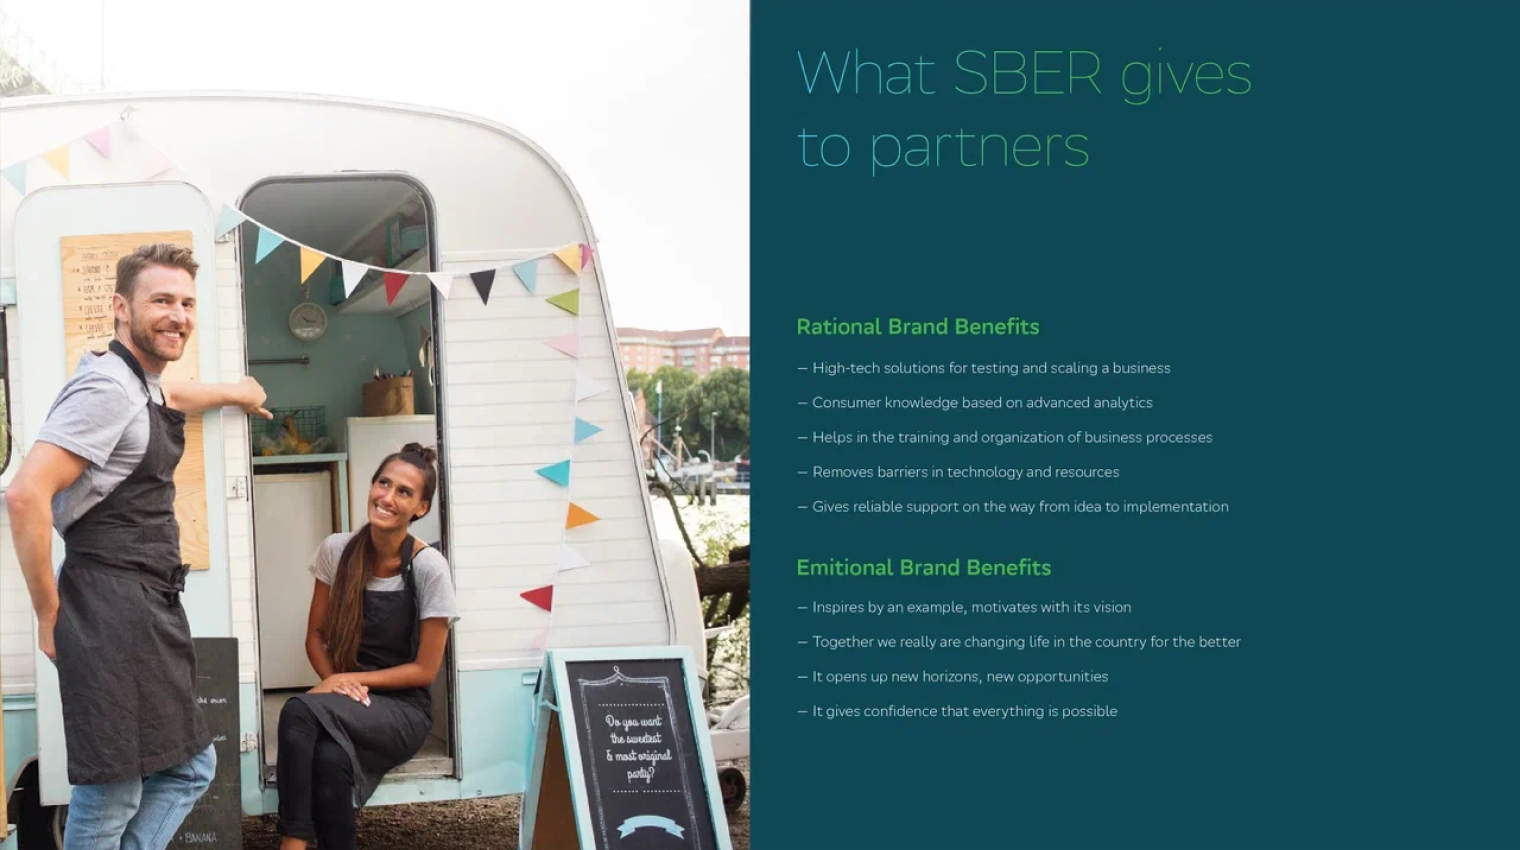 What SBER gives
to partners
Rational Brand Benefits
– High-tech solutions for testing and scaling a business
– Consumer knowledge based on advanced analytics
– Helps in the training and organization of business processes
– Removes barriers in technology and resources
– Gives reliable support on the way from idea to implementation
Emitional Brand Benefits
– Inspires by an example, motivates with its vision
– Together we really are changing life in the country for the better
– It opens up new horizons, new opportunities
– It gives confidence that everything is possible
Do you want
the sweetest
& most original
party?
+ BANANA